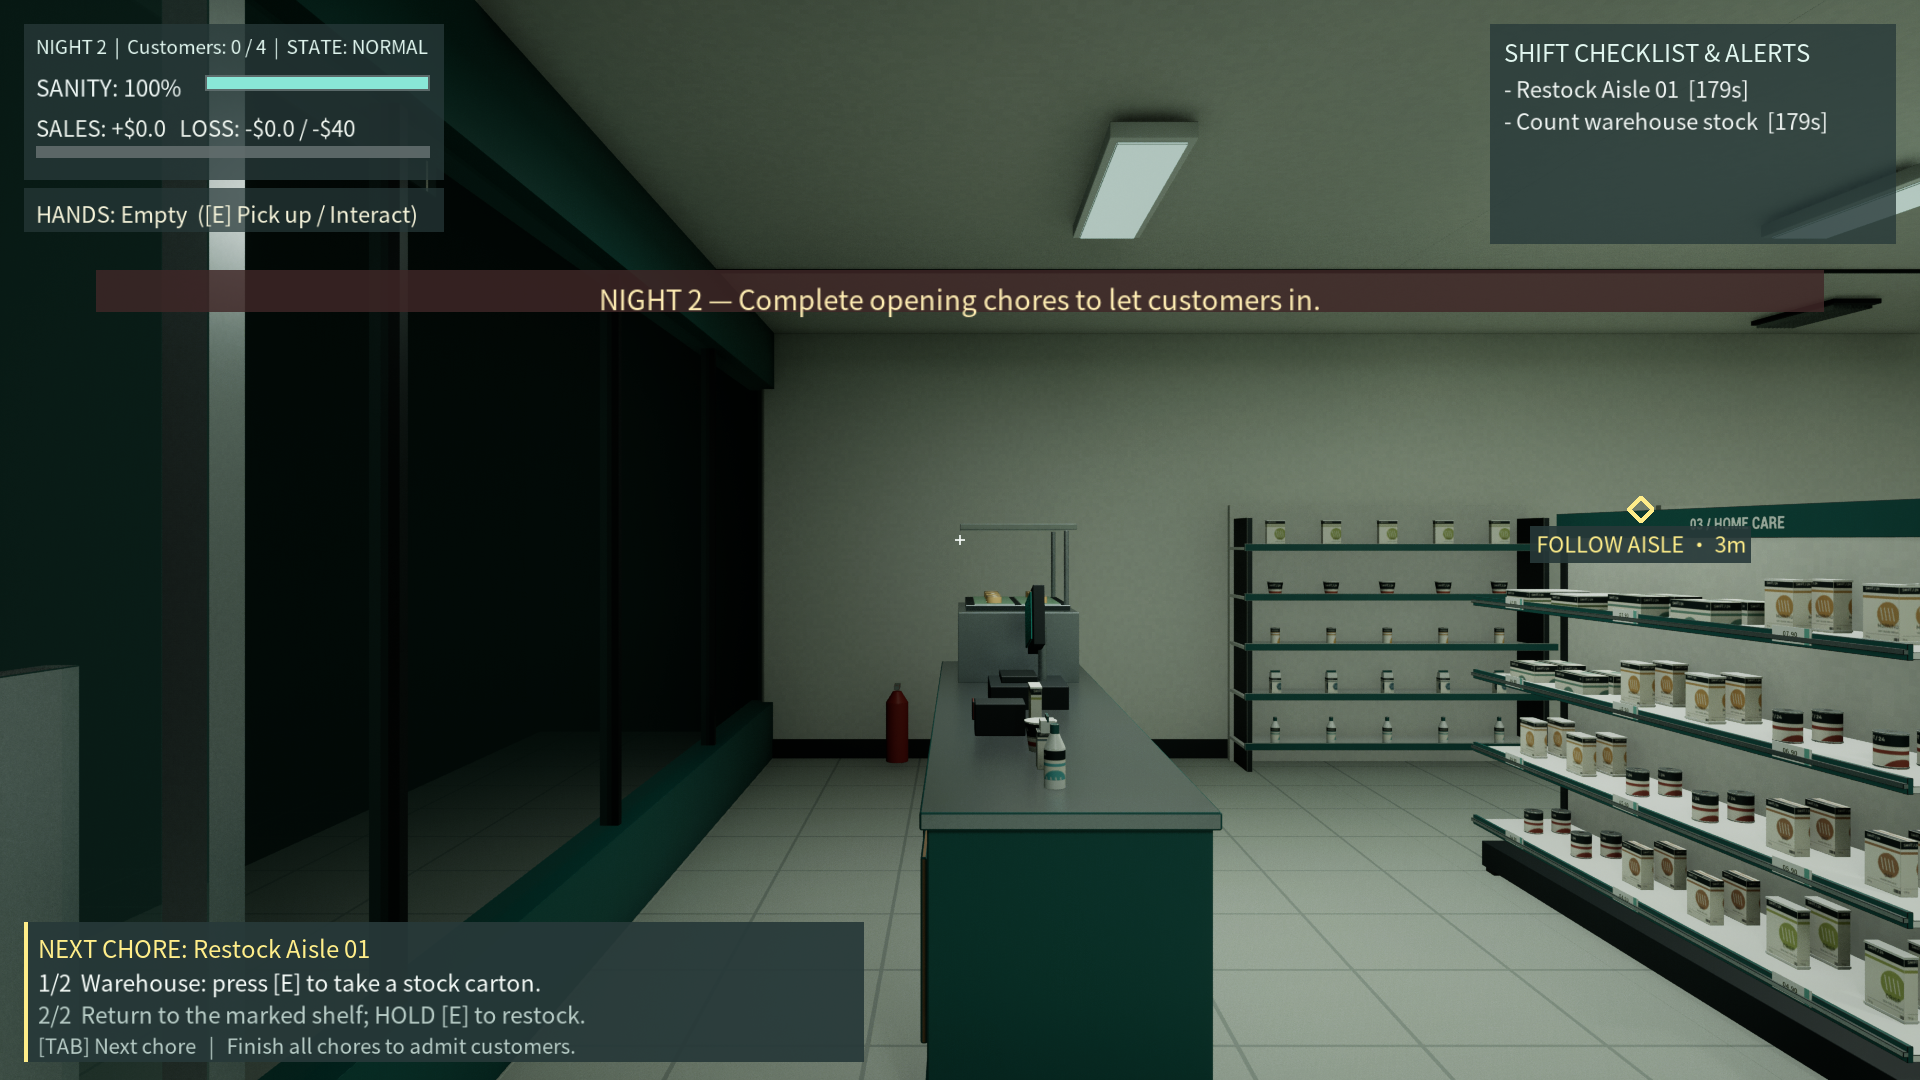 NIGHT 2 | Customers: 0 / 4 | STATE: NORMAL
SANITY: 100%
SALES: +$0.0 LOSS: -$0.0 / -$40
HANDS: Empty ([E] Pick up / Interact)
SHIFT CHECKLIST & ALERTS
- Restock Aisle 01 [179s]
- Count warehouse stock [179s]
NIGHT 2 — Complete opening chores to let customers in.
03 / HOME CARE
FOLLOW AISLE • 3m
NEXT CHORE: Restock Aisle 01
1/2 Warehouse: press [E] to take a stock carton.
2/2 Return to the marked shelf; HOLD [E] to restock.
[TAB] Next chore | Finish all chores to admit customers.